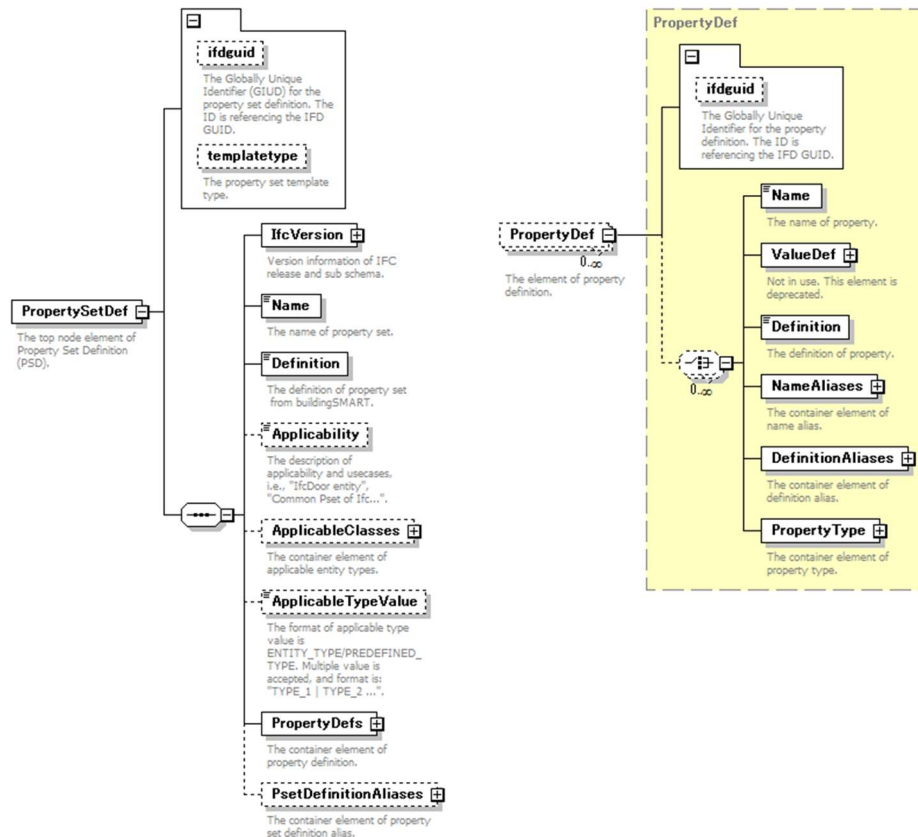 ifdguid
The Globally Unique
Identifier (GIUD) for the
property set definition. The
ID is referencing the IFD
GUID.
templatetype
The property set template
type.
PropertySetDef
The top node element of
Property Set Definition
(PSD).
IfcVersion
Version information of IFC
release and sub schema.
Name
The name of property set.
Definition
The definition of property set
from buildingSMART.
Applicability
The description of
applicability and usecases,
i.e., "IfcDoor entity",
"Common Pset of Ifc...".
ApplicableClasses
The container element of
applicable entity types.
ApplicableTypeValue
The format of applicable type
value is
ENTITY_TYPE/PREDEFINED_
TYPE. Multiple value is
accepted, and format is:
"TYPE_1 | TYPE_2 ...".
PropertyDefs
The container element of
property definition.
PsetDefinitionAliases
The container element of property
set definition alias.
PropertyDef
ifdguid
The Globally Unique
Identifier for the property
definition. The ID is
referencing the IFD GUID.
PropertyDef
0..∞
The element of property
definition.
0..∞
Name
The name of property.
ValueDef
Not in use. This element is
deprecated.
Definition
The definition of property.
NameAliases
The container element of
name alias.
DefinitionAliases
The container element of
definition alias.
PropertyType
The container element of
property type.